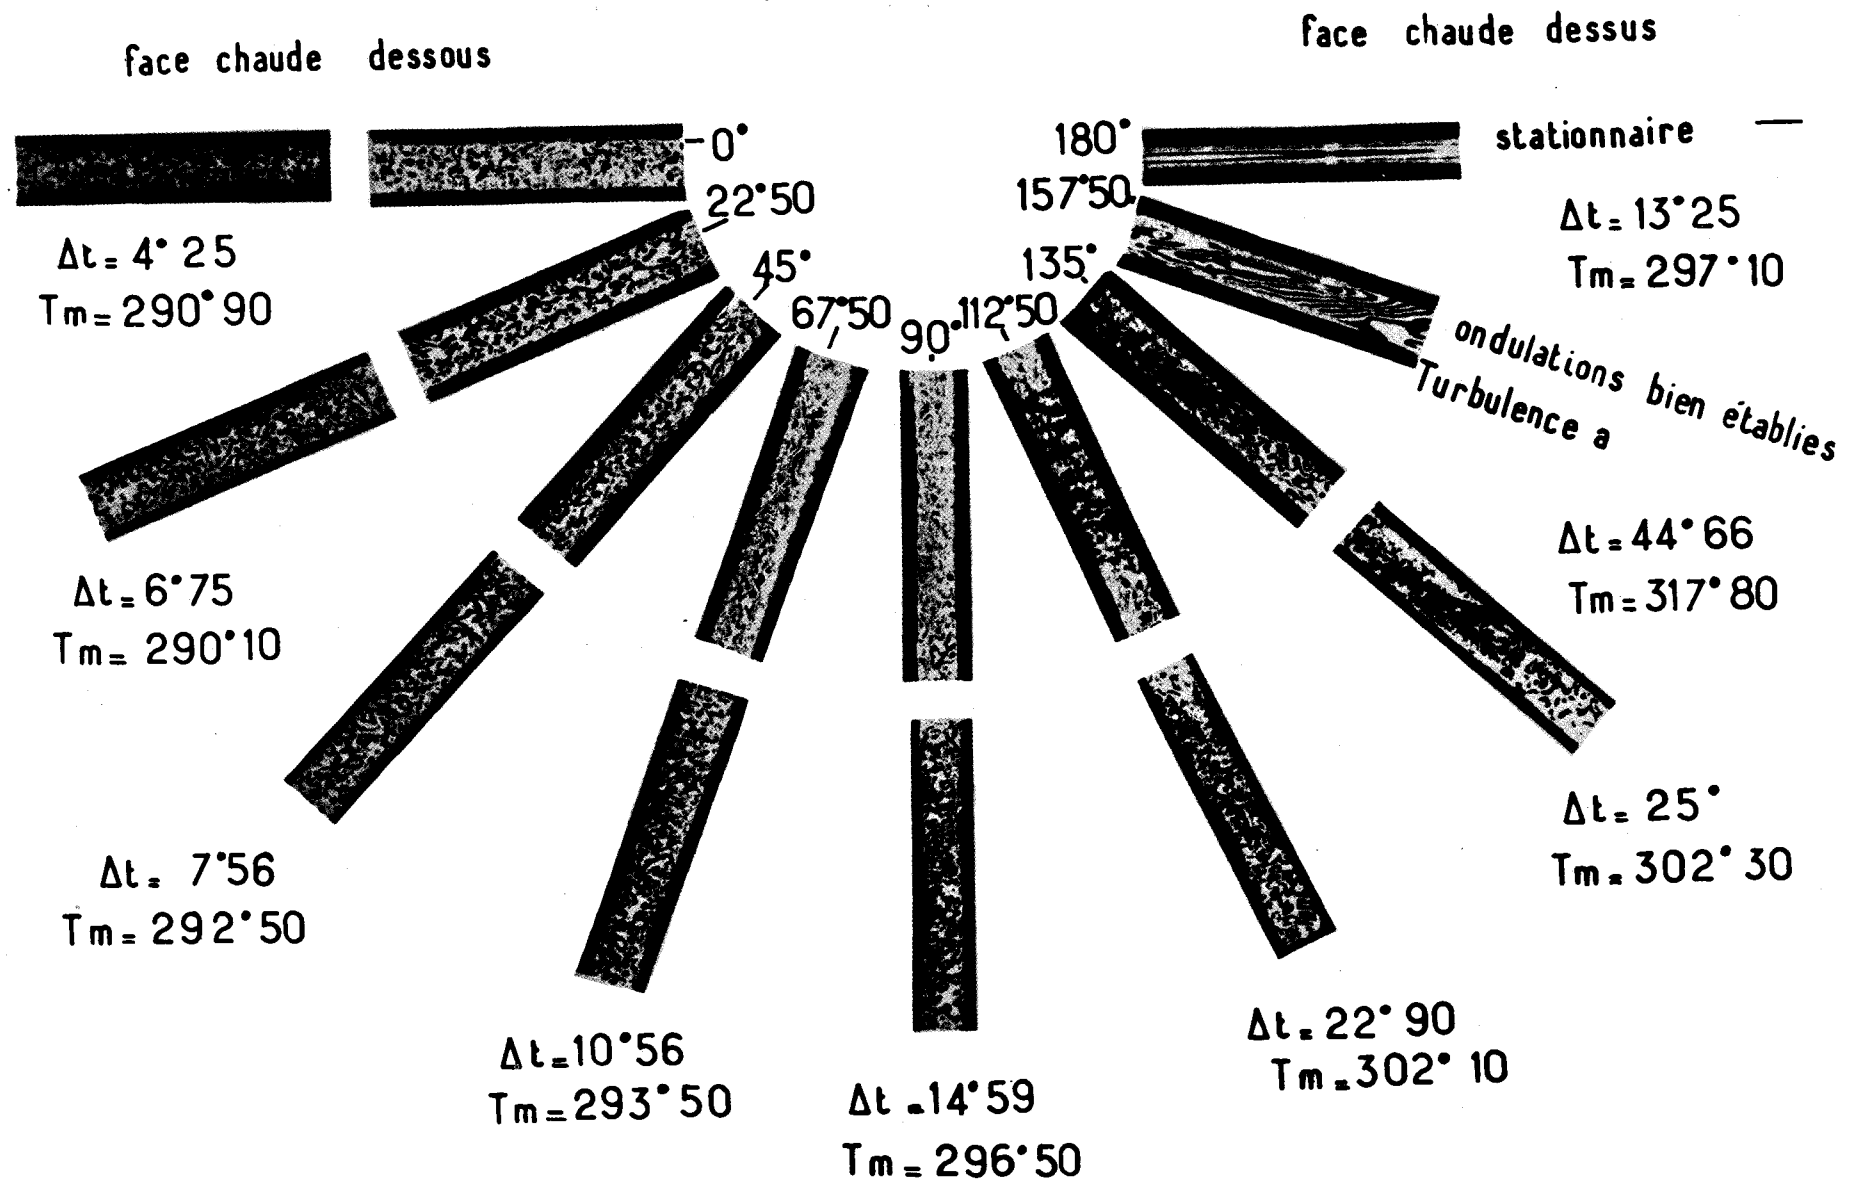 face chaude dessous
face chaude dessus
0°
22°50
45°
67°50
90°
112°50
135°
157°50
180°
stationnaire
Δt = 4°25
Tm = 290°90
Δt = 6°75
Tm = 290°10
Δt = 7°56
Tm = 292°50
Δt = 10°56
Tm = 293°50
Δt = 14°59
Tm = 296°50
Δt = 22°90
Tm = 302°10
Δt = 25°
Tm = 302°30
Δt = 44°66
Tm = 317°80
ondulations bien établies
Turbulence a
Δt = 13°25
Tm = 297°10